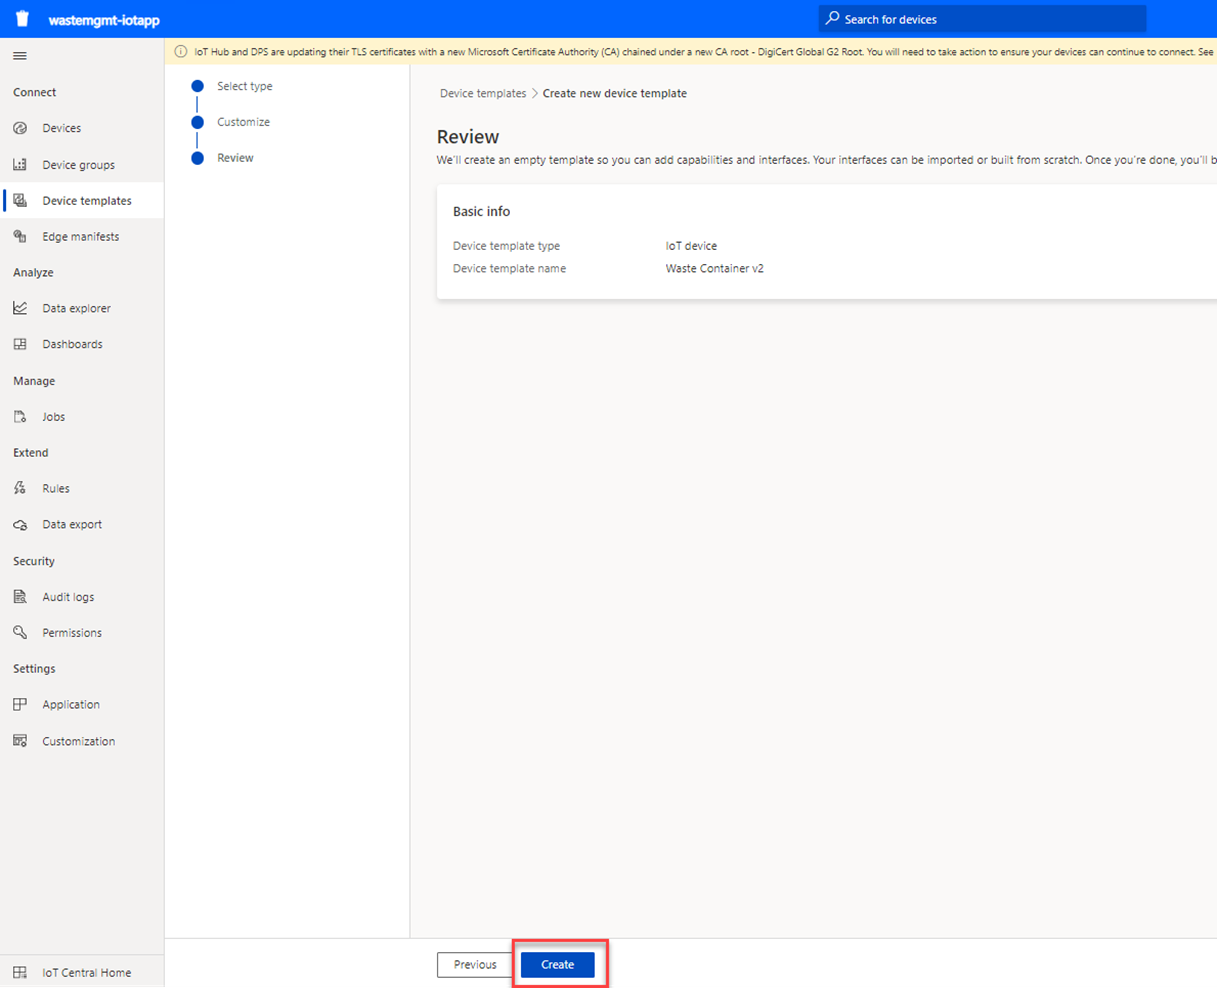 wastemgmt-iotapp
Search for devices
IoT Hub and DPS are updating their TLS certificates with a new Microsoft Certificate Authority (CA) chained under a new CA root - DigiCert Global G2 Root. You will need to take action to ensure your devices can continue to connect. See
Connect
Devices
Device groups
Device templates
Edge manifests
Analyze
Data explorer
Dashboards
Manage
Jobs
Extend
Rules
Data export
Security
Audit logs
Permissions
Settings
Application
Customization
IoT Central Home
Select type
Customize
Review
Device templates > Create new device template
Review
We'll create an empty template so you can add capabilities and interfaces. Your interfaces can be imported or built from scratch. Once you're done, you'll b
Basic info
Device template type IoT device
Device template name Waste Container v2
Previous Create